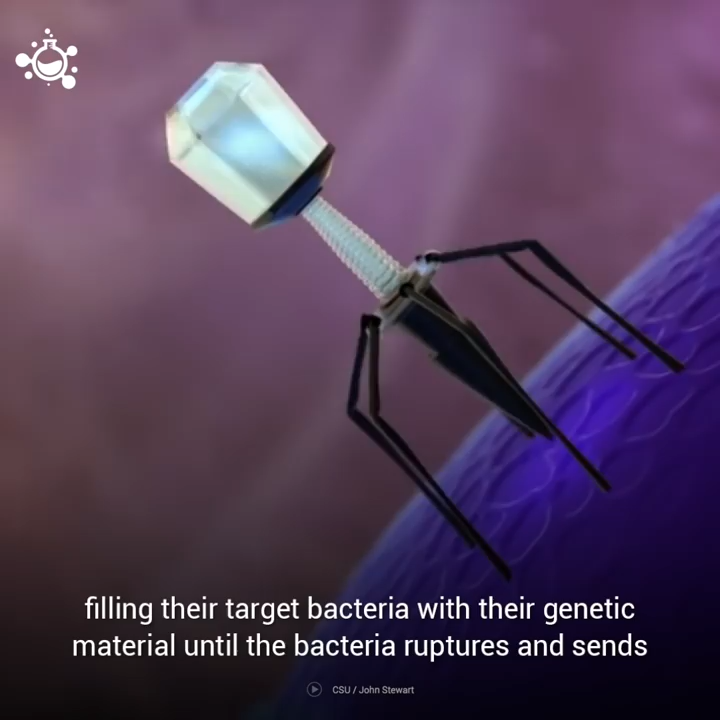 filling their target bacteria with their genetic
material until the bacteria ruptures and sends
CSU / John Stewart